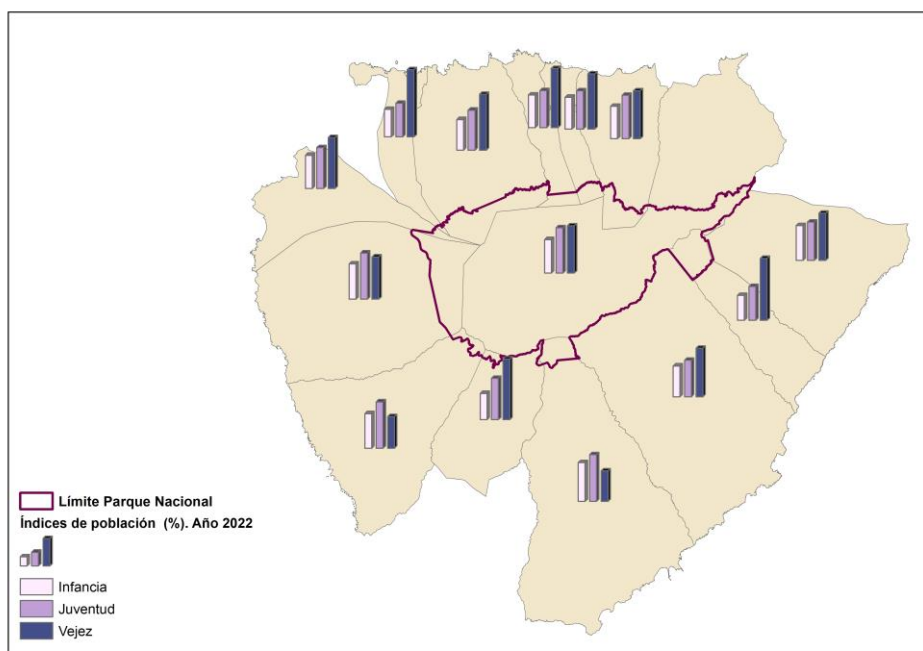 Límite Parque Nacional
Índices de población (%). Año 2022
Infancia
Juventud
Vejez